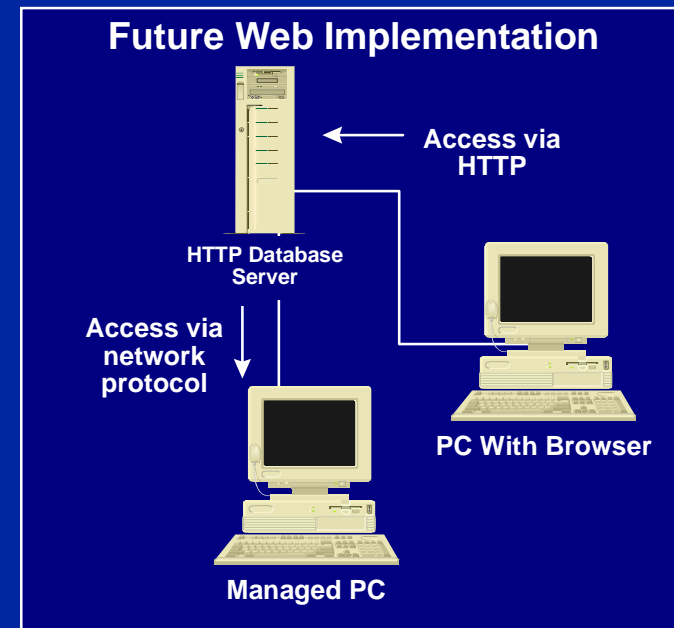 Future Web Implementation
Access via
HTTP
HTTP Database
Server
Access via
network
protocol
PC With Browser
Managed PC